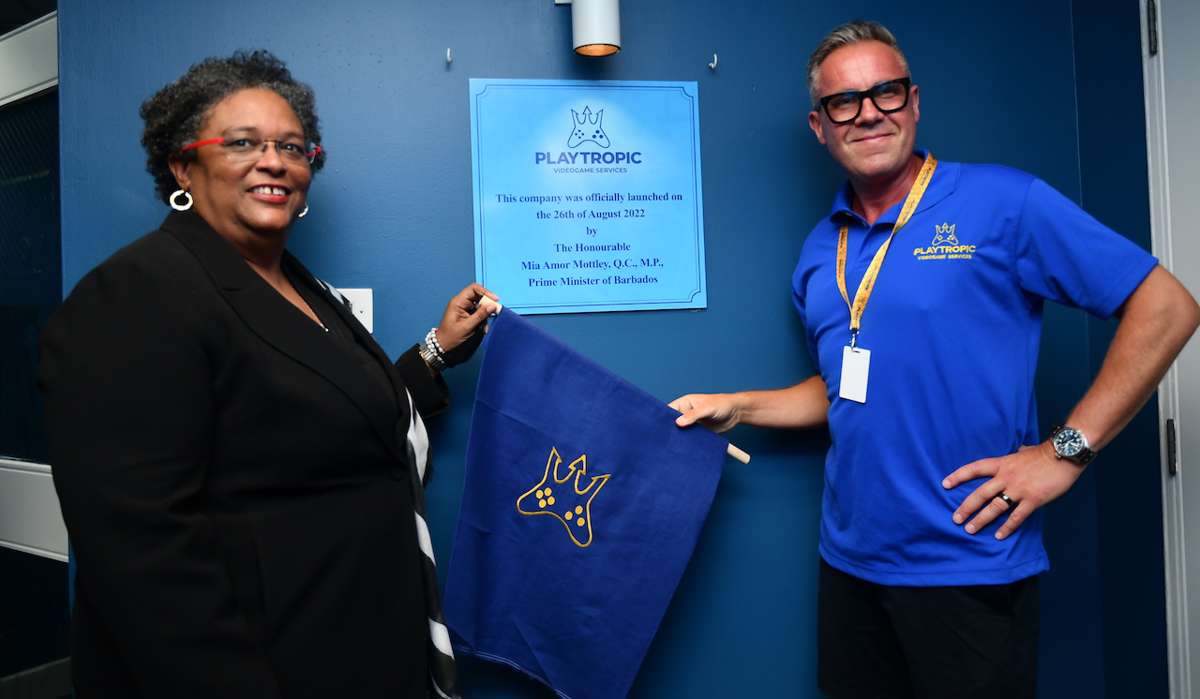 PLAYTROPIC
VIDEOGAME SERVICES
This company was officially launched on
the 26th of August 2022
by
The Honourable
Mia Amor Mottley, Q.C., M.P.,
Prime Minister of Barbados
PLAYTROPIC
VIDEOGAME SERVICES